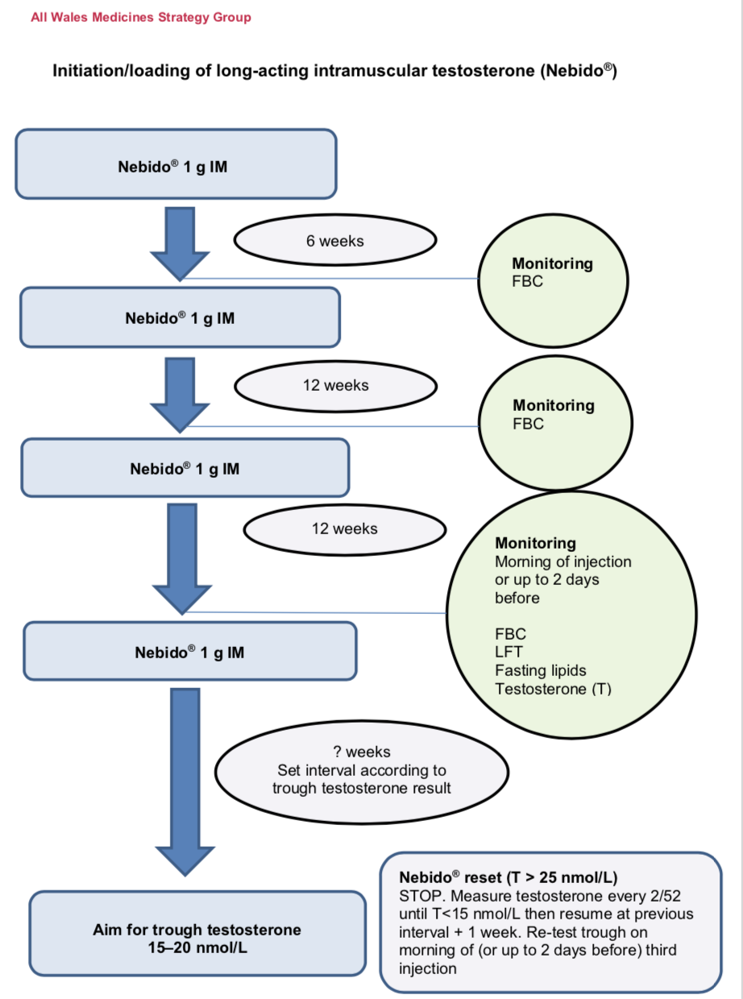 All Wales Medicines Strategy Group
Initiation/loading of long-acting intramuscular testosterone (Nebido®)
Nebido® 1 g IM
6 weeks
Monitoring
FBC
Nebido® 1 g IM
12 weeks
Monitoring
FBC
Nebido® 1 g IM
12 weeks
Monitoring
Morning of injection
or up to 2 days
before
FBC
LFT
Fasting lipids
Testosterone (T)
Nebido® 1 g IM
? weeks
Set interval according to
trough testosterone result
Aim for trough testosterone
15–20 nmol/L
Nebido® reset (T > 25 nmol/L)
STOP. Measure testosterone every 2/52
until T<15 nmol/L then resume at previous
interval + 1 week. Re-test trough on
morning of (or up to 2 days before) third
injection